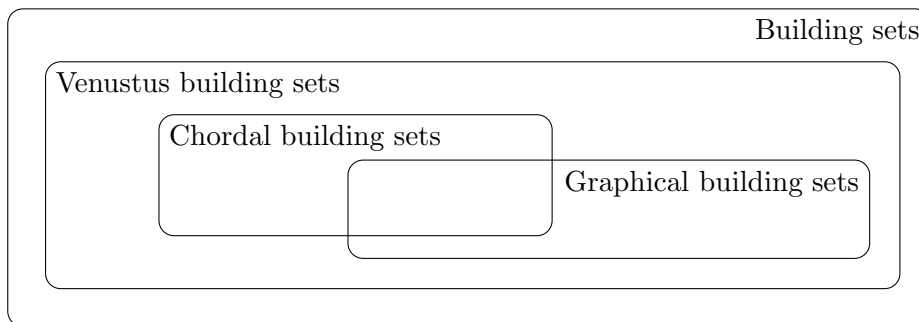 Building sets
Venustus building sets
Chordal building sets
Graphical building sets